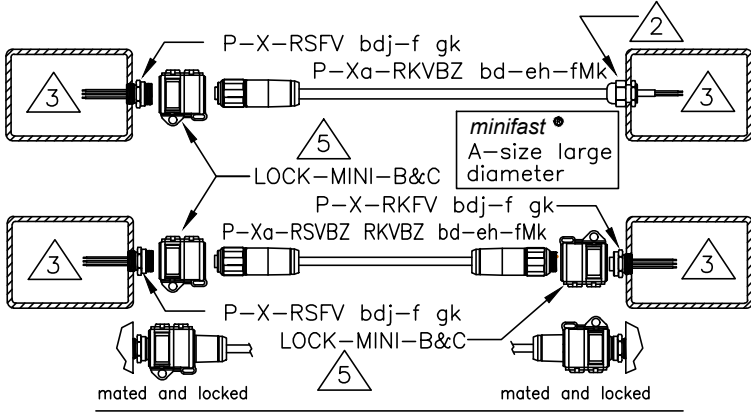 P-X-RSFV bdj-f gk
2
P-Xa-RKVBZ bd-eh-fMk
3
3
minifast ®
A-size large
diameter
5
LOCK-MINI-B&C
P-X-RKFV bdj-f gk
P-Xa-RSVBZ RKVBZ bd-eh-fMk
3
3
P-X-RSFV bdj-f gk
LOCK-MINI-B&C
5
mated and locked
mated and locked